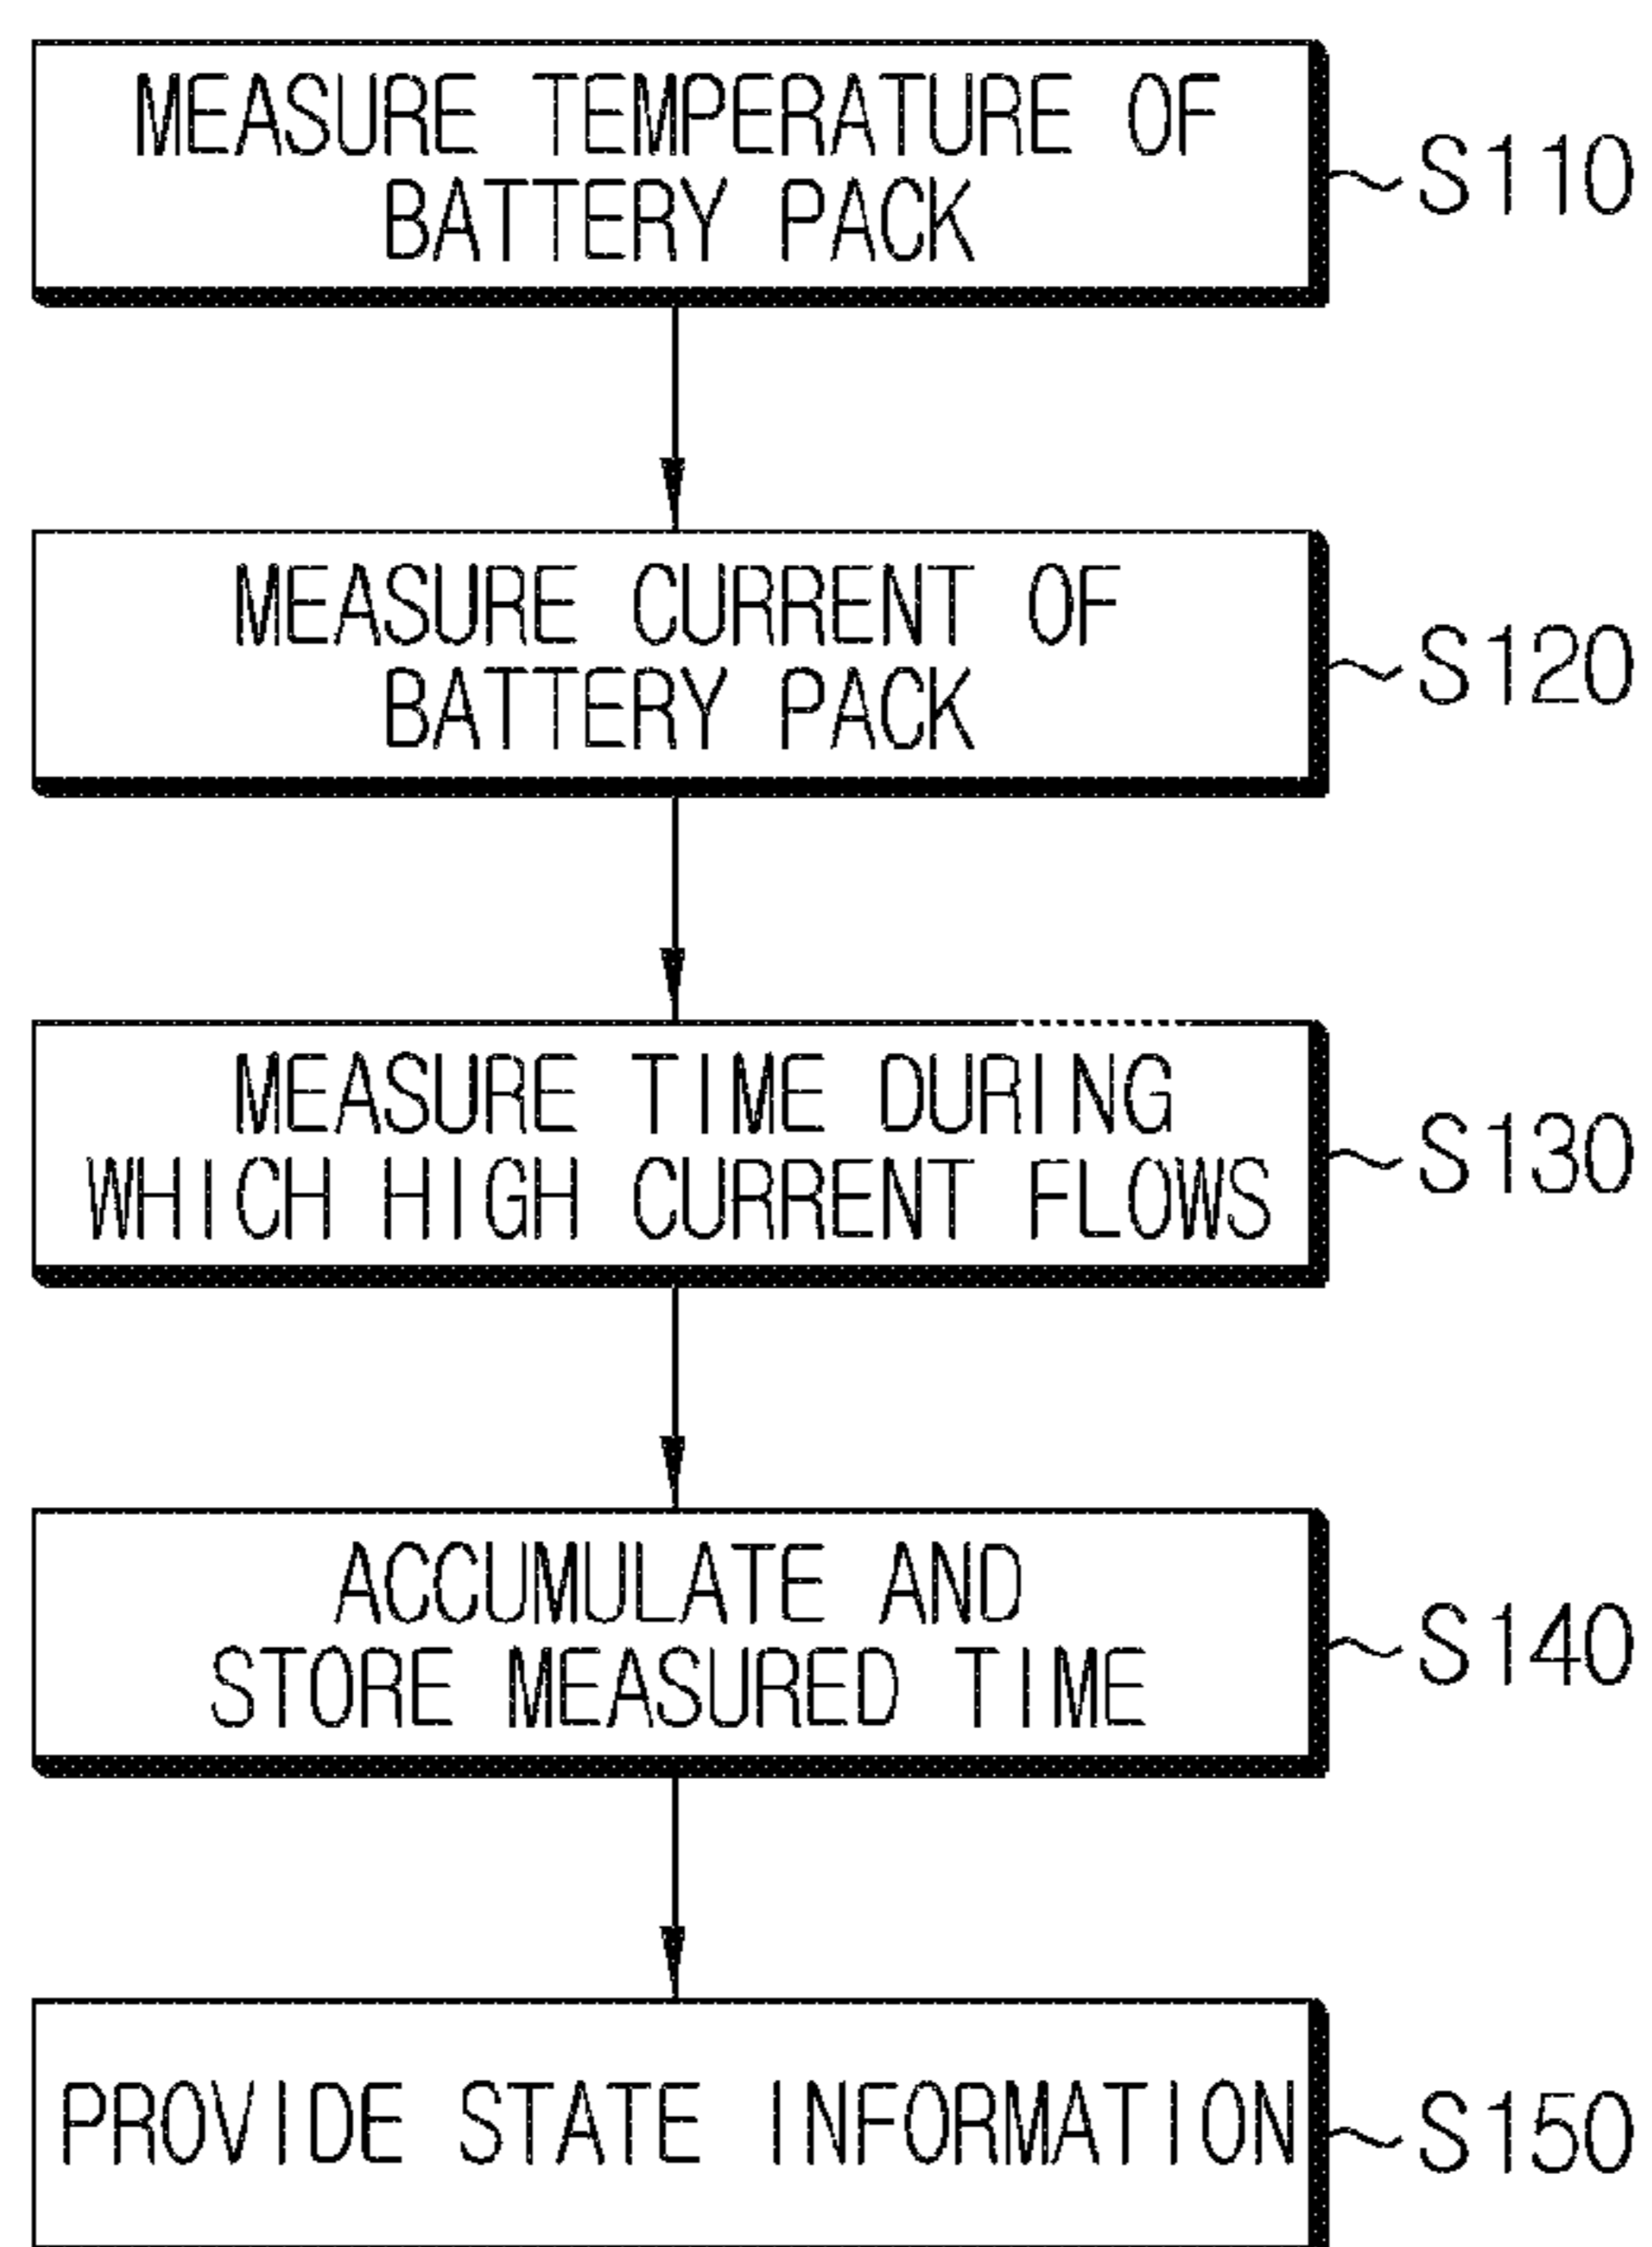 MEASURE TEMPERATURE OF
BATTERY PACK
S110
MEASURE CURRENT OF
BATTERY PACK
S120
MEASURE TIME DURING
WHICH HIGH CURRENT FLOWS
S130
ACCUMULATE AND
STORE MEASURED TIME
S140
PROVIDE STATE INFORMATION
S150